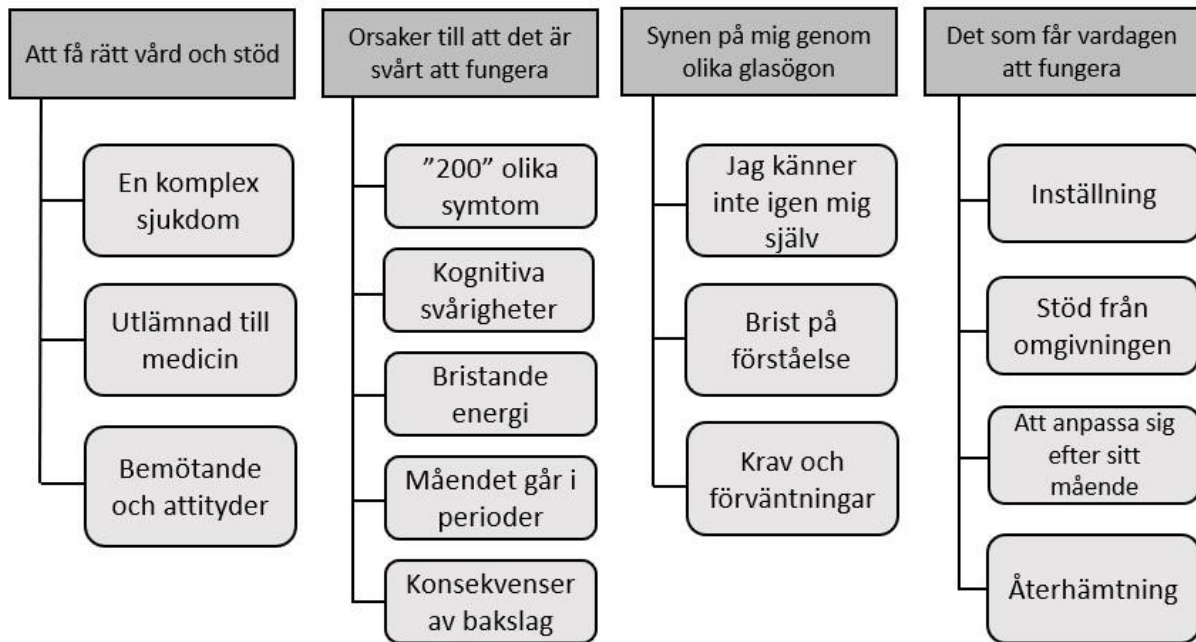 Att få rätt vård och stöd
En komplex
sjukdom
Utlämnad till
medicin
Bemötande
och attityder
Orsaker till att det är
svårt att fungera
”200” olika
symtom
Kognitiva
svårigheter
Bristande
energi
Måendet går i
perioder
Konsekvenser
av bakslag
Synen på mig genom
olika glasögon
Jag känner
inte igen mig
själv
Brist på
förståelse
Krav och
förväntningar
Det som får vardagen
att fungera
Inställning
Stöd från
omgivningen
Att anpassa sig
efter sitt
mående
Återhämtning